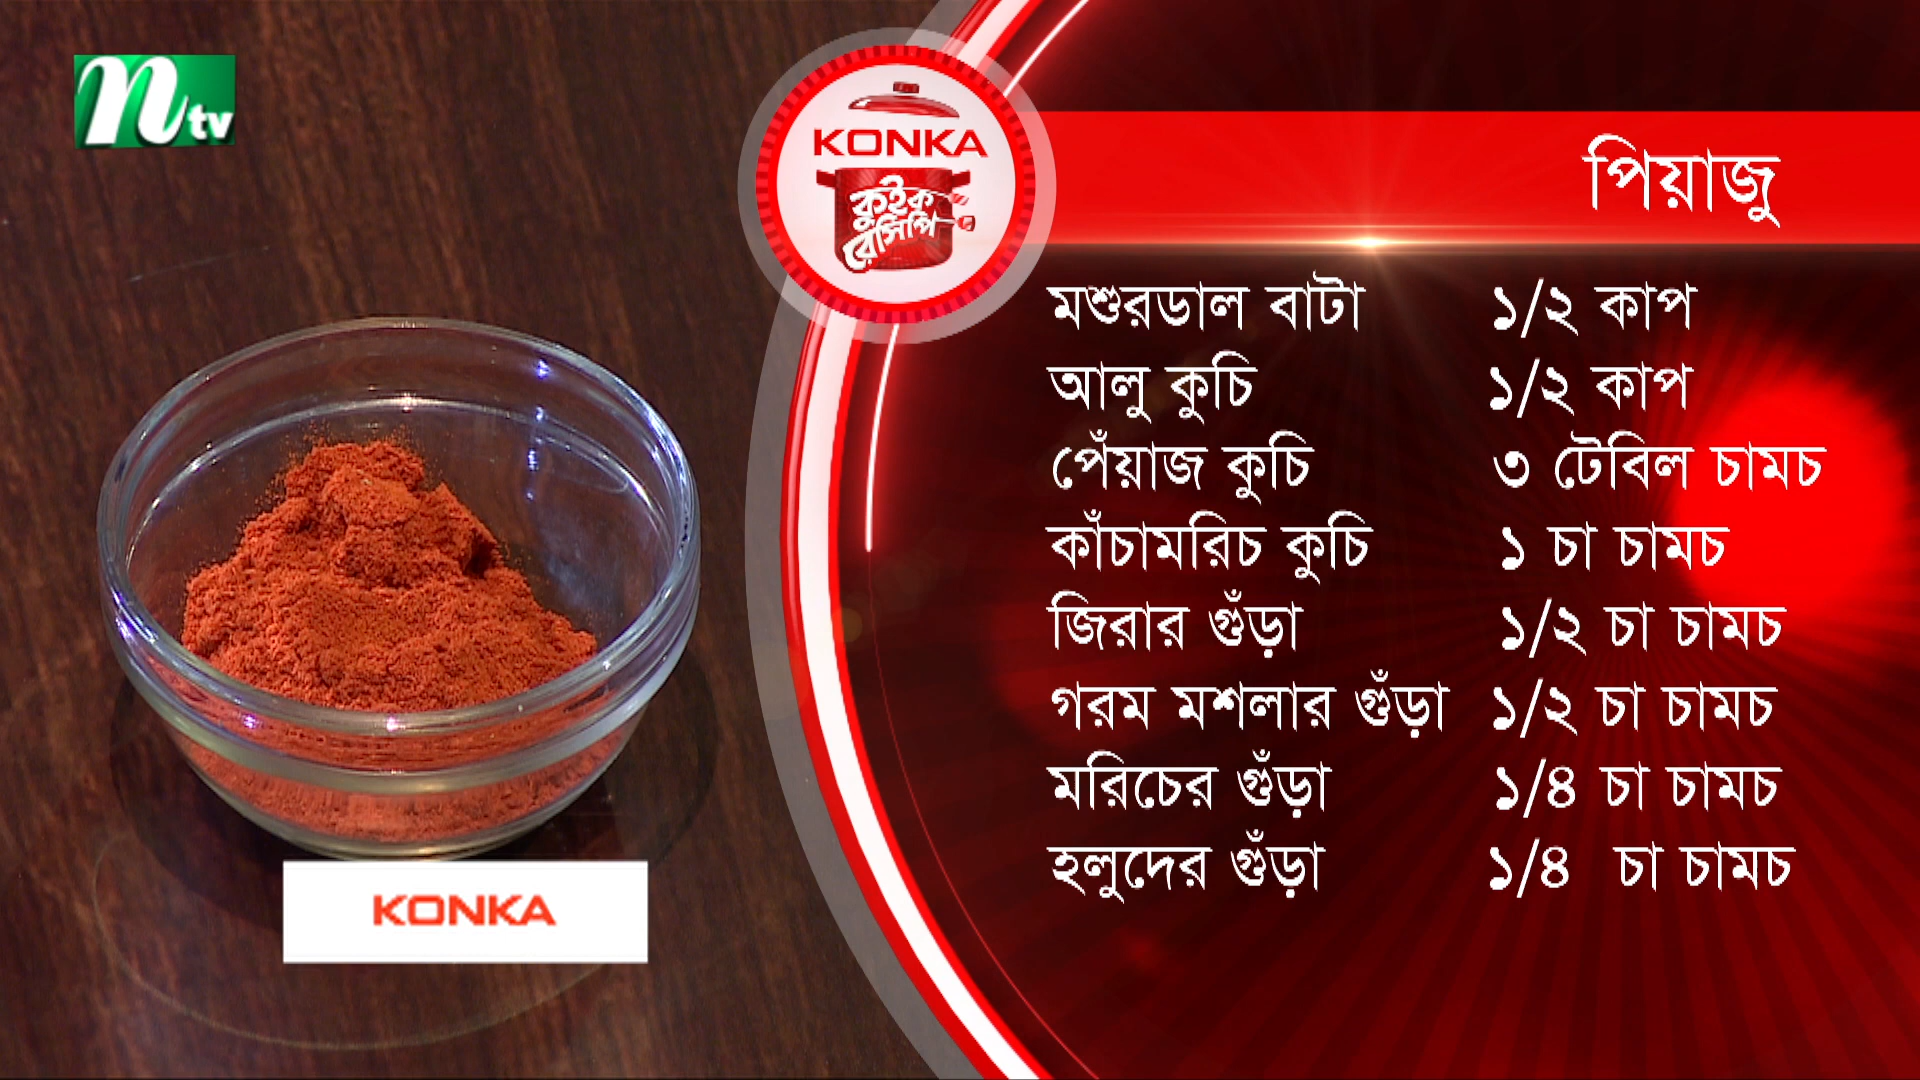 ntv
KONKA
কুইক
রেসিপি
পিয়াজু
মশুরডাল বাটা ১/২ কাপ
আলু কুচি ১/২ কাপ
পেঁয়াজ কুচি ৩ টেবিল চামচ
কাঁচামরিচ কুচি ১ চা চামচ
জিরার গুঁড়া ১/২ চা চামচ
গরম মশলার গুঁড়া ১/২ চা চামচ
মরিচের গুঁড়া ১/৪ চা চামচ
হলুদের গুঁড়া ১/৪ চা চামচ
KONKA